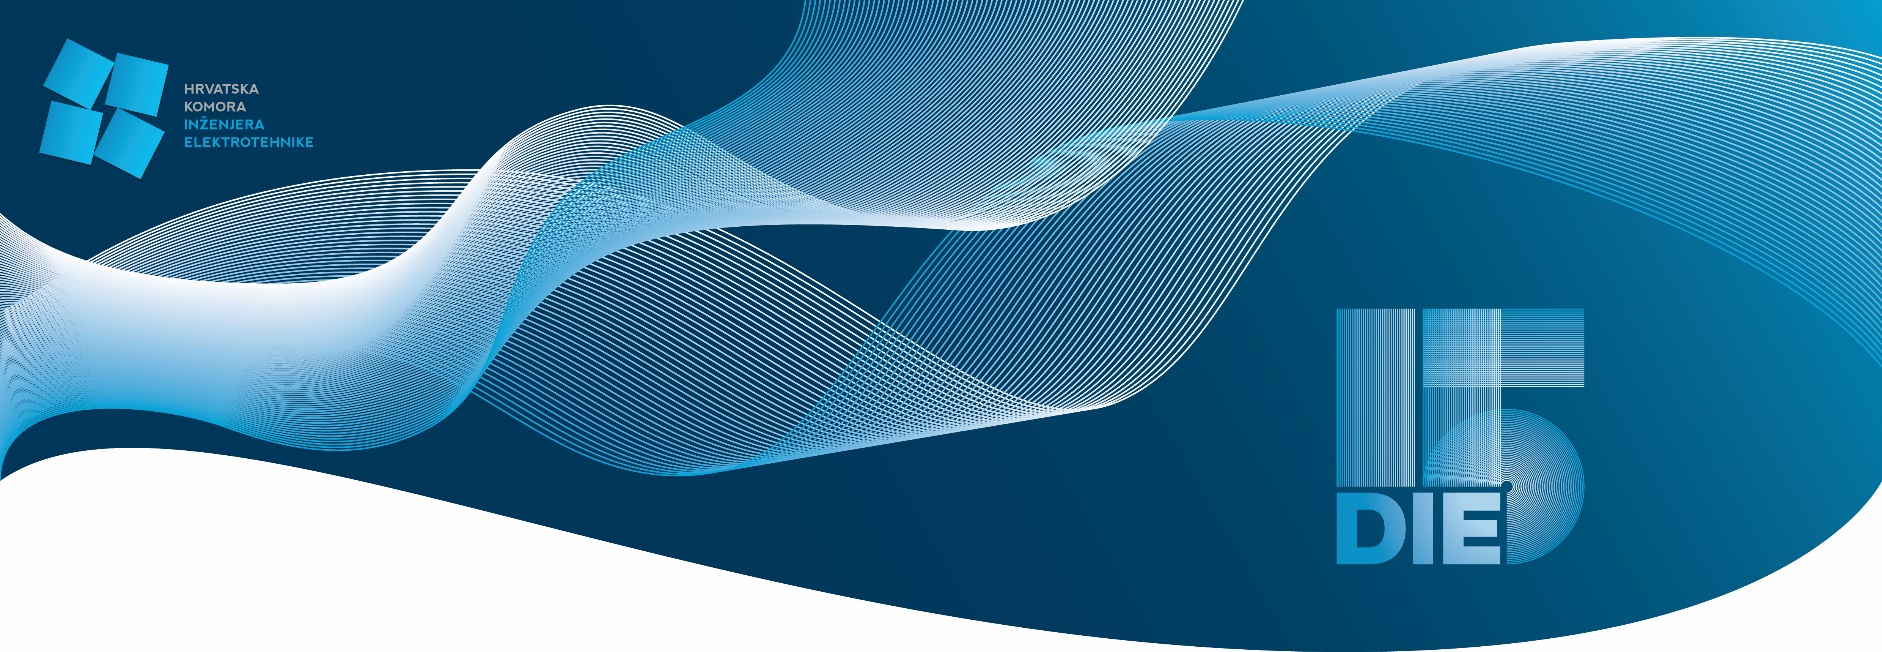 HRVATSKA
KOMORA
INŽENJERA
ELEKTROTEHNIKE
15
DIE